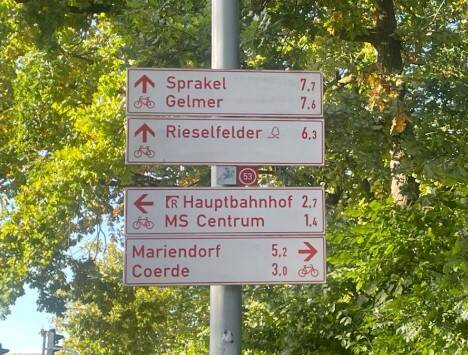 Sprakel 7,7
Gelmer 7,6
Rieselfelder 6,3
53
R Hauptbahnhof 2,7
MS Centrum 1,4
Mariendorf 5,2
Coerde 3,0